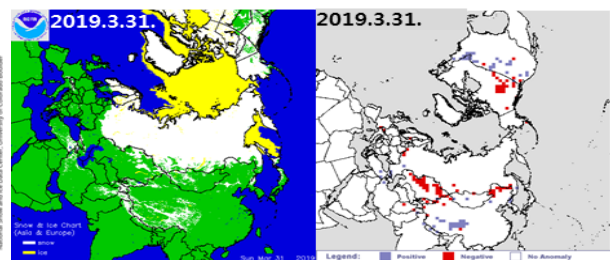 2019.3.31.
Snow & Ice Chart
(Asia & Europe)
snow
ice
Sun Mar 31 2019
2019.3.31.
Legend: Positive Negative No Anomaly